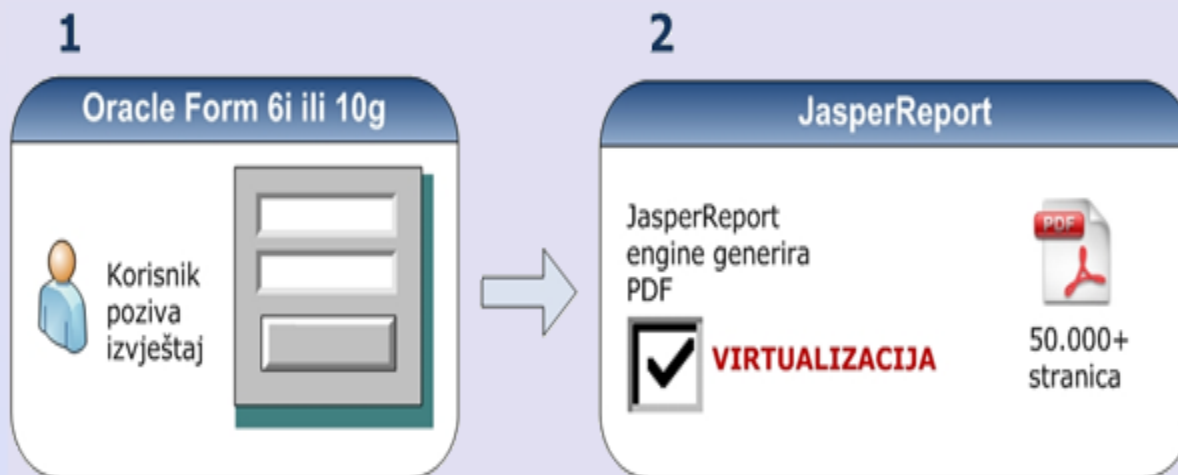 1
Oracle Form 6i ili 10g
Korisnik
poziva
izvještaj
2
JasperReport
JasperReport
engine generira
PDF
VIRTUALIZACIJA
PDF
50.000+
stranica